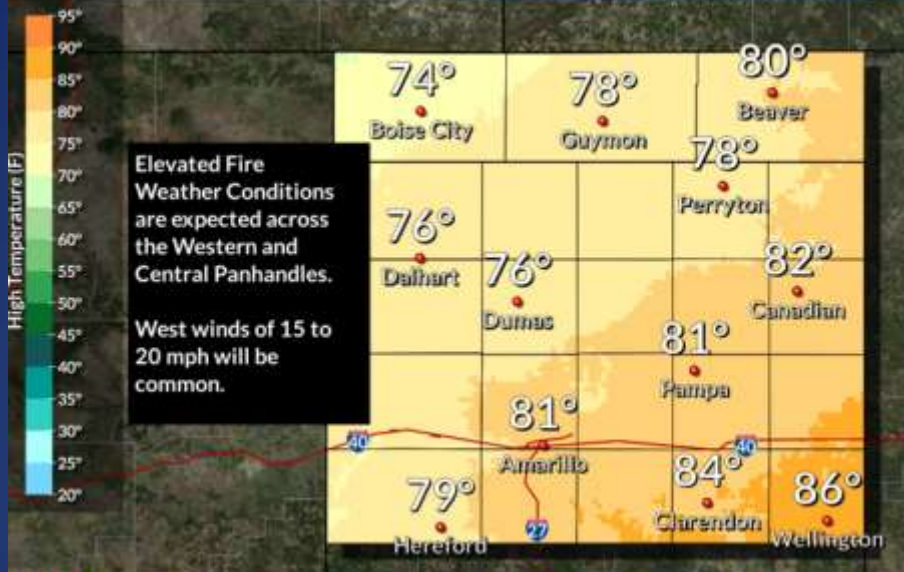 95°
90°
85°
80°
75°
70°
65°
60°
55°
50°
45°
40°
35°
30°
25°
20°
High Temperature (F)
Elevated Fire
Weather Conditions
are expected across
the Western and
Central Panhandles.
West winds of 15 to
20 mph will be
common.
74°
Boise City
78°
Guymon
80°
Beaver
78°
Perryton
76°
Dalhart
76°
Dumas
82°
Canadian
81°
Pampa
81°
Amarillo
40
40
79°
Hereford
27
84°
Clarendon
86°
Wellington